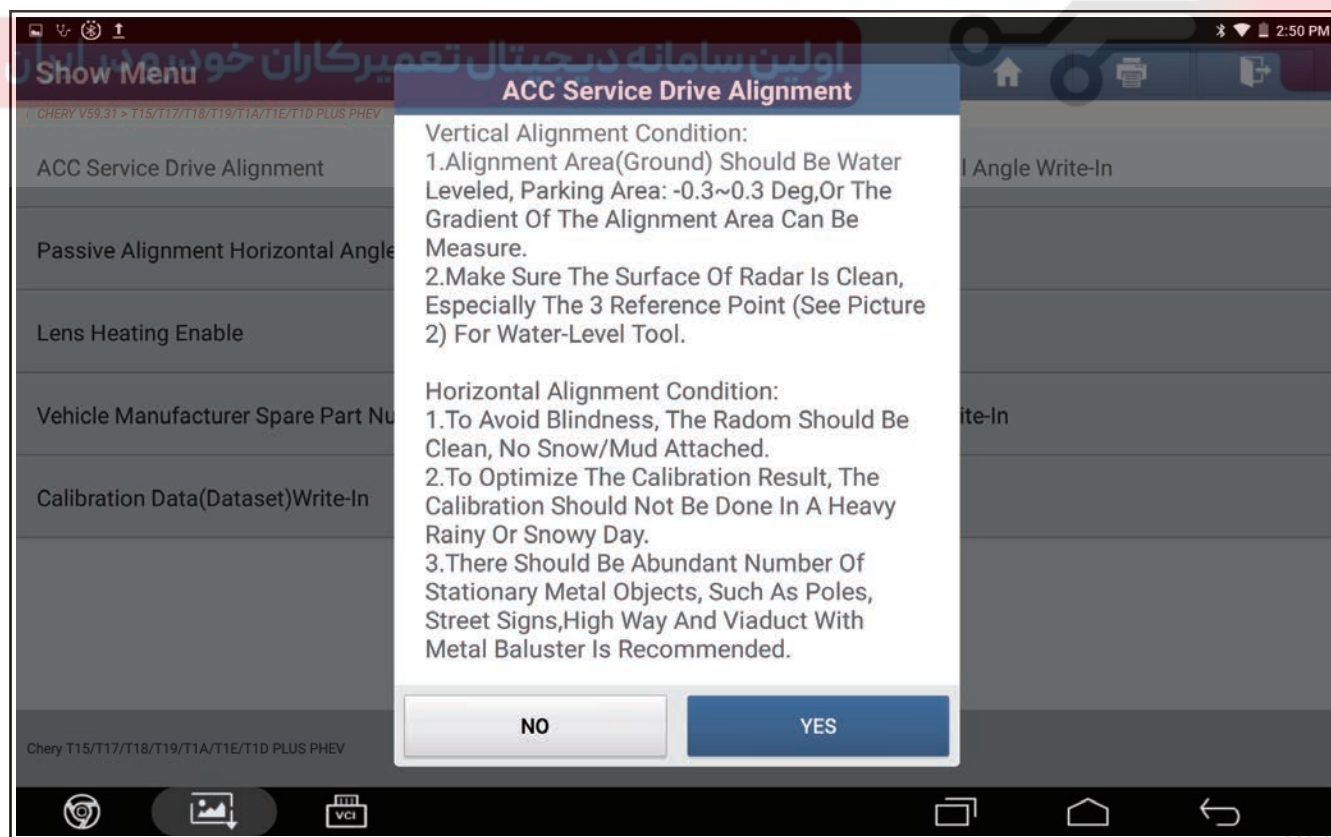 2:50 PM
اولین سامانه دیجیتال تعمیرکاران خودرو در ایران
Show Menu
CHERY V59.31 > T15/T17/T18/T19/T1A/T1E/T1D PLUS PHEV
ACC Service Drive Alignment
l Angle Write-In
Passive Alignment Horizontal Angle
Lens Heating Enable
Vehicle Manufacturer Spare Part Nu
ite-In
Calibration Data(Dataset)Write-In
ACC Service Drive Alignment
Vertical Alignment Condition:
1.Alignment Area(Ground) Should Be Water
Leveled, Parking Area: -0.3~0.3 Deg,Or The
Gradient Of The Alignment Area Can Be
Measure.
2.Make Sure The Surface Of Radar Is Clean,
Especially The 3 Reference Point (See Picture
2) For Water-Level Tool.
Horizontal Alignment Condition:
1.To Avoid Blindness, The Radom Should Be
Clean, No Snow/Mud Attached.
2.To Optimize The Calibration Result, The
Calibration Should Not Be Done In A Heavy
Rainy Or Snowy Day.
3.There Should Be Abundant Number Of
Stationary Metal Objects, Such As Poles,
Street Signs,High Way And Viaduct With
Metal Baluster Is Recommended.
NO
YES
Chery T15/T17/T18/T19/T1A/T1E/T1D PLUS PHEV
VCI